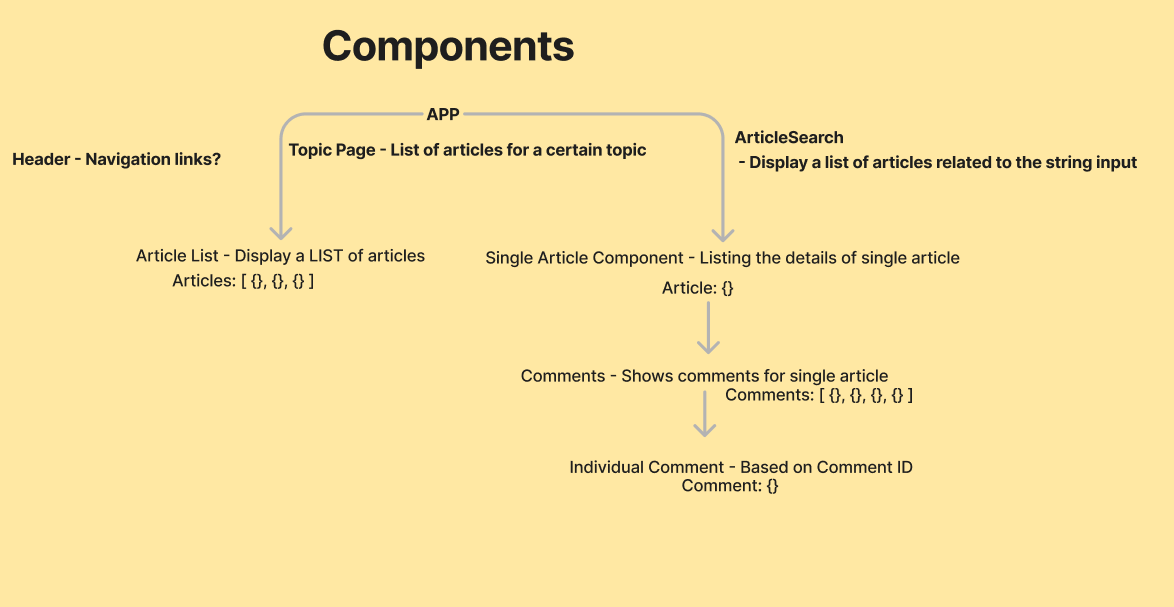 Components
APP
Header - Navigation links?
Topic Page - List of articles for a certain topic
ArticleSearch
- Display a list of articles related to the string input
Article List - Display a LIST of articles
Articles: [ {}, {}, {} ]
Single Article Component - Listing the details of single article
Article: {}
Comments - Shows comments for single article
Comments: [ {}, {}, {}, {} ]
Individual Comment - Based on Comment ID
Comment: {}